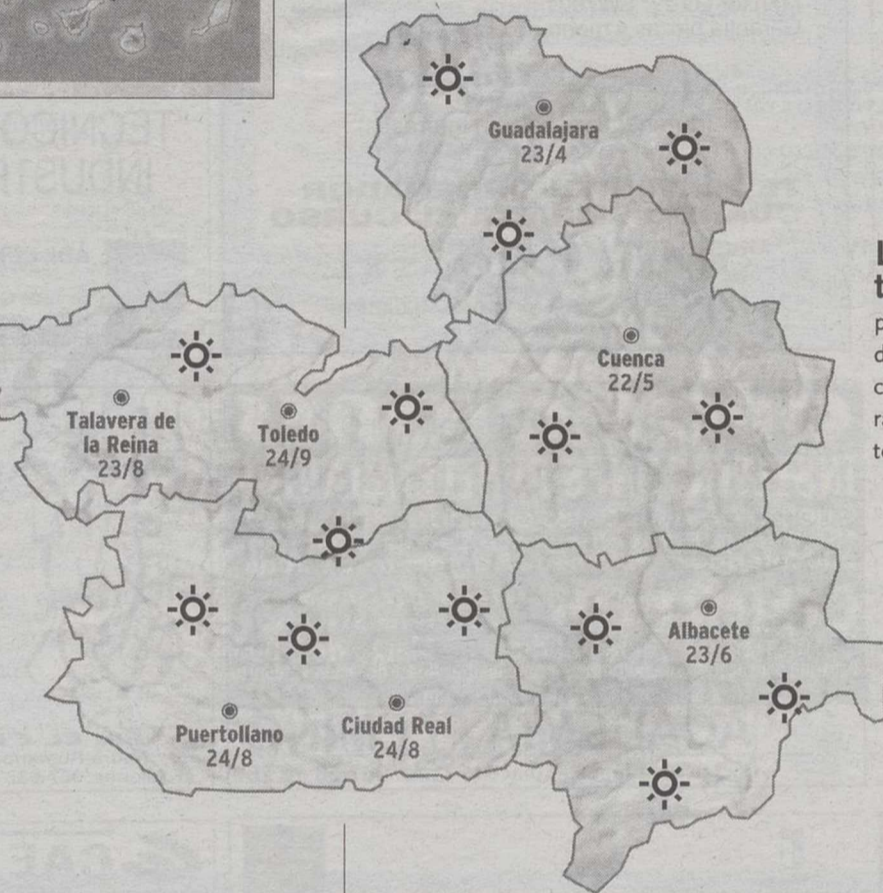 Guadalajara
23/4
Cuenca
22/5
Talavera de
la Reina
23/8
Toledo
24/9
Albacete
23/6
Puertollano
24/8
Ciudad Real
24/8